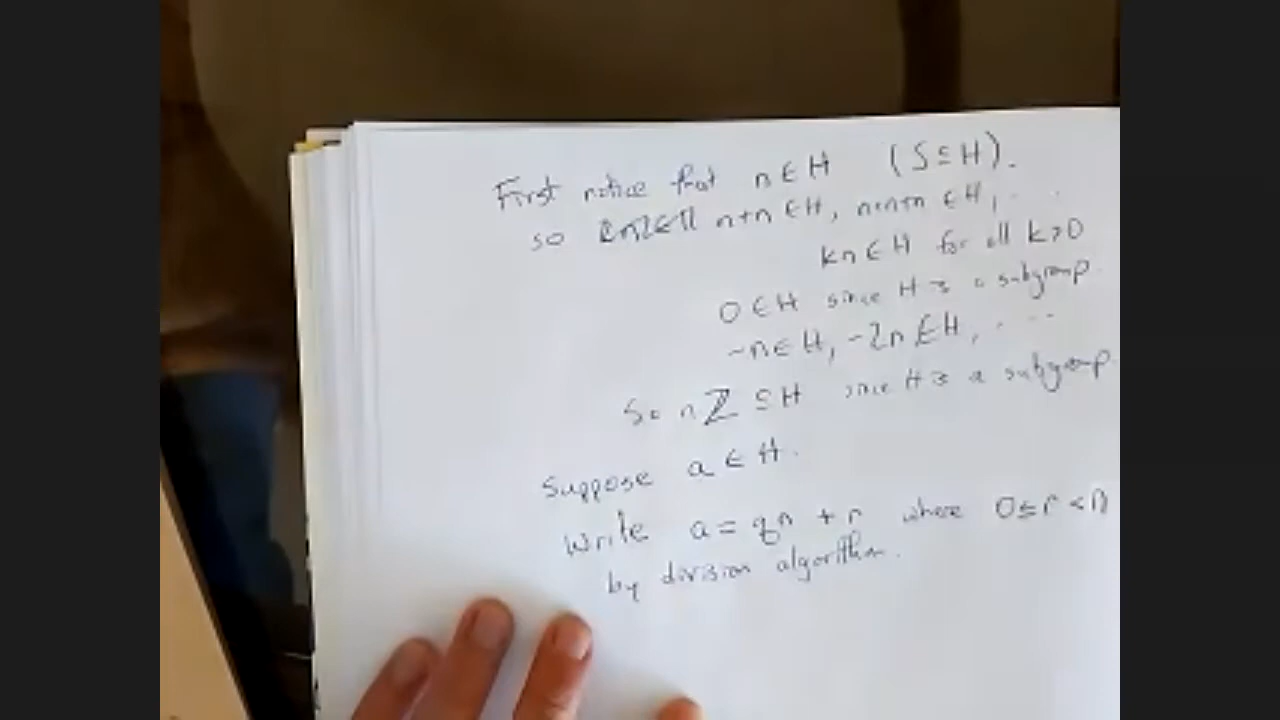 First notice that n ∈ H (S ⊆ H).
so n+n ∈ H, n+n+n ∈ H, ...
kn ∈ H for all k>0
0 ∈ H since H is a subgroup.
-n ∈ H, -2n ∈ H, ...
So nℤ ⊆ H since H is a subgroup.
Suppose a ∈ H.
Write a = qn + r where 0 ≤ r < n
by division algorithm.